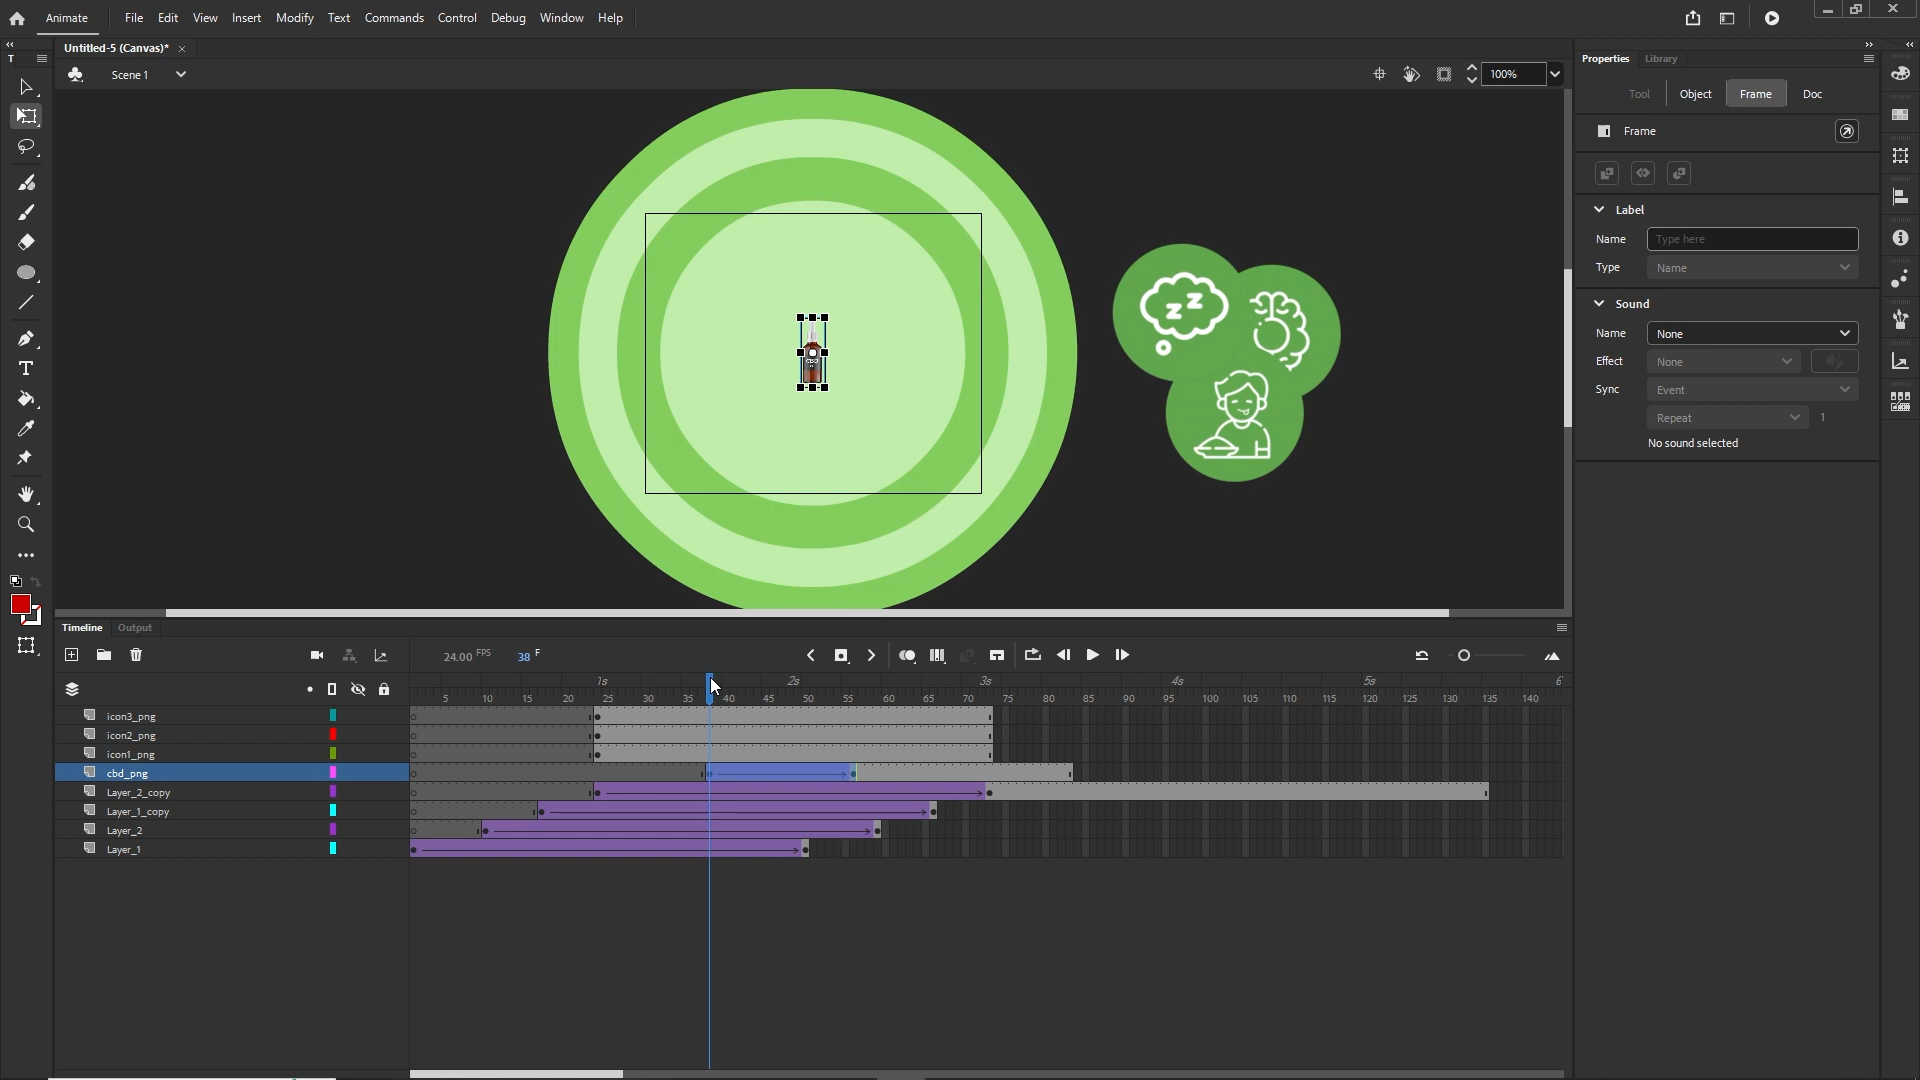 Animate
File Edit View Insert Modify Text Commands Control Debug Window Help
Untitled-5 (Canvas)*
T
Scene 1
100%
Properties Library
Tool Object Frame Doc
Frame
Label
Name Type here
Type Name
Sound
Name None
Effect None
Sync Event
Repeat 1
No sound selected
T
Timeline Output
24.00 FPS 38 F
1s 2s 3s 4s 5s
5 10 15 20 25 30 35 40 45 50 55 60 65 70 75 80 85 90 95 100 105 110 115 120 125 130 135 140
icon3_png
icon2_png
icon1_png
cbd_png
Layer_2_copy
Layer_1_copy
Layer_2
Layer_1